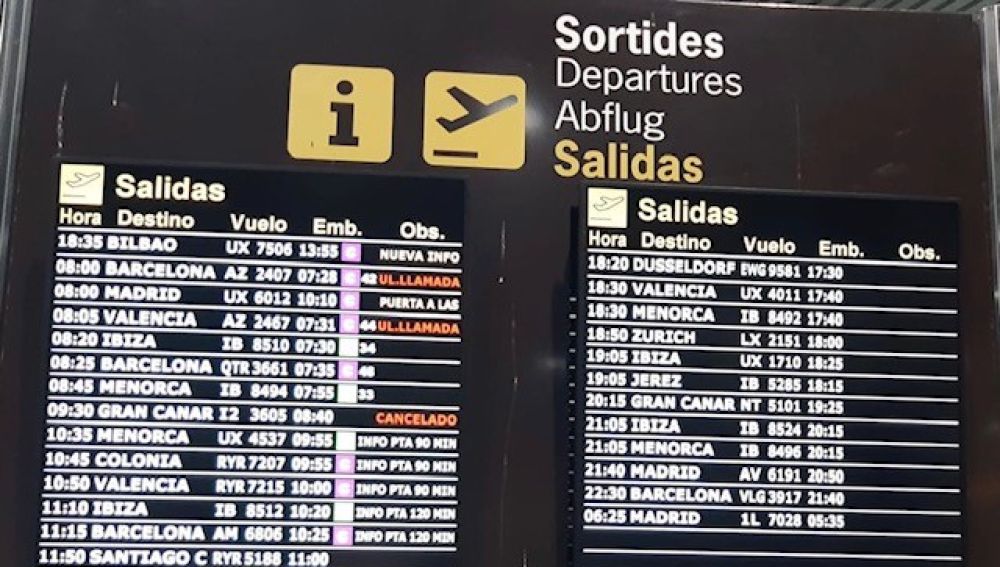 Sortides
Departures
Abflug
Salidas
i
Salidas
Hora Destino Vuelo Emb. Obs.
18:35 BILBAO UX 7506 13:55 C NUEVA INFO
08:00 BARCELONA AZ 2407 07:28 C 42 UL.LLAMADA
08:00 MADRID UX 6012 10:10 C PUERTA A LAS
08:05 VALENCIA AZ 2467 07:31 C 44 UL.LLAMADA
08:20 IBIZA IB 8510 07:30 34
08:25 BARCELONA QTR 3661 07:35 C 46
08:45 MENORCA IB 8494 07:55 33
09:30 GRAN CANAR I2 3605 08:40 CANCELADO
10:35 MENORCA UX 4537 09:55 INFO PTA 90 MIN
10:45 COLONIA RYR 7207 09:55 C INFO PTA 90 MIN
10:50 VALENCIA RYR 7215 10:00 C INFO PTA 90 MIN
11:10 IBIZA IB 8512 10:20 INFO PTA 120 MIN
11:15 BARCELONA AM 6806 10:25 C INFO PTA 120 MIN
11:50 SANTIAGO C RYR 5188 11:00
Salidas
Hora Destino Vuelo Emb. Obs.
18:20 DUSSELDORF EWG 9581 17:30
18:30 VALENCIA UX 4011 17:40
18:30 MENORCA IB 8492 17:40
18:50 ZURICH LX 2151 18:00
19:05 IBIZA UX 1710 18:25
19:05 JEREZ IB 5285 18:15
20:15 GRAN CANAR NT 5101 19:25
21:05 IBIZA IB 8524 20:15
21:05 MENORCA IB 8496 20:15
21:40 MADRID AV 6191 20:50
22:30 BARCELONA VLG 3917 21:40
06:25 MADRID 1L 7028 05:35